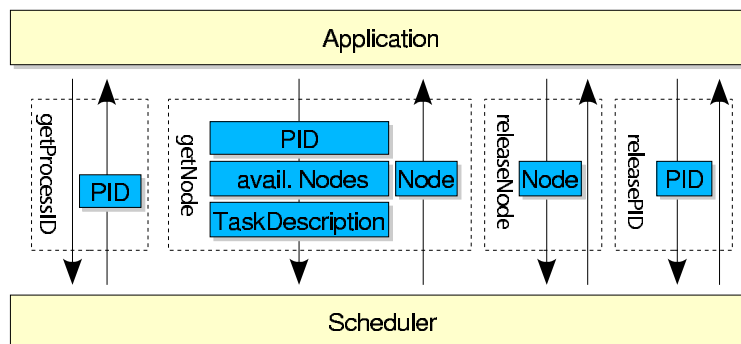 Application
getProcessID
PID
getNode
PID
avail. Nodes
TaskDescription
Node
releaseNode
Node
releasePID
PID
Scheduler